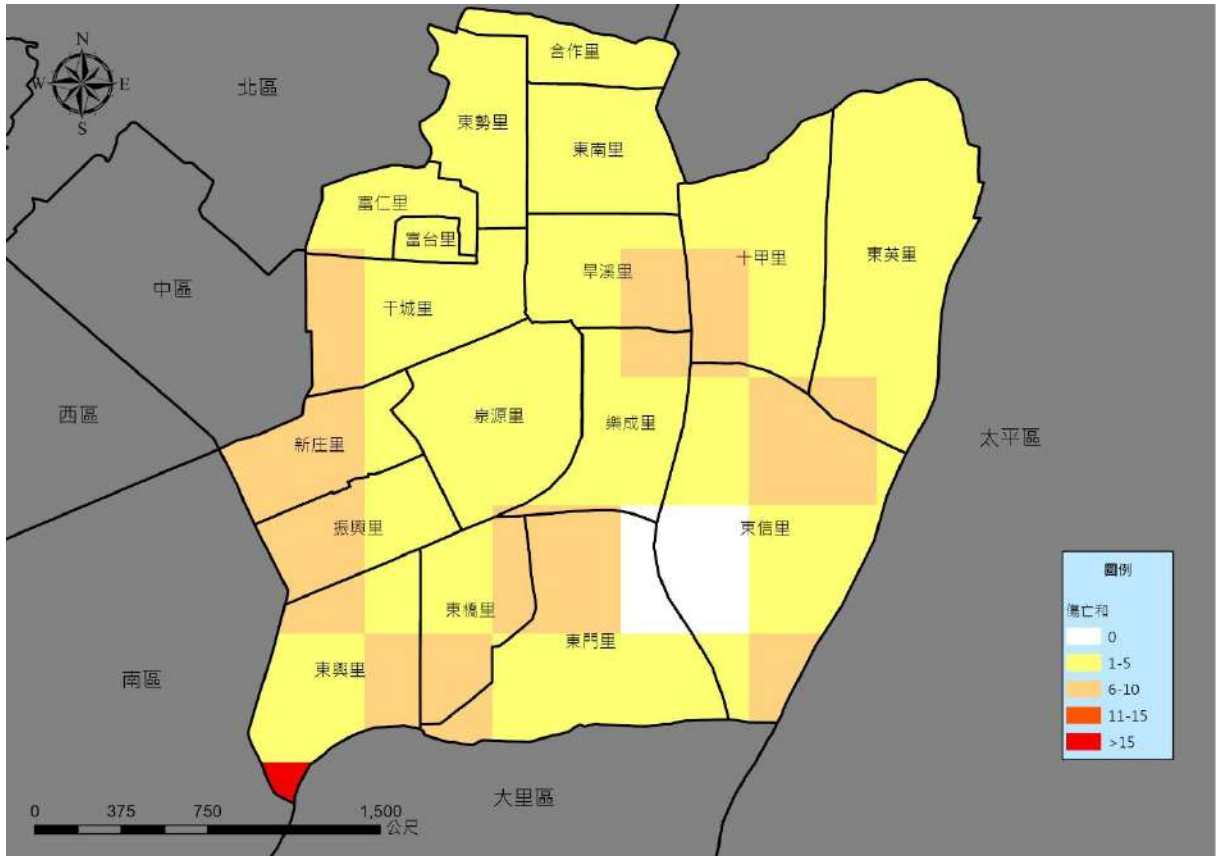 合作里
N
北區
W
E
東勢里
S
東南里
富仁里
富台里
十甲里
東英里
旱溪里
中區
干城里
西區
泉源里
樂成里
太平區
新庄里
振興里
東信里
圖例
傷亡和
東橋里
0
東門里
1-5
南區
東興里
6-10
11-15
>15
大里區
0 375 750 1,500
公尺